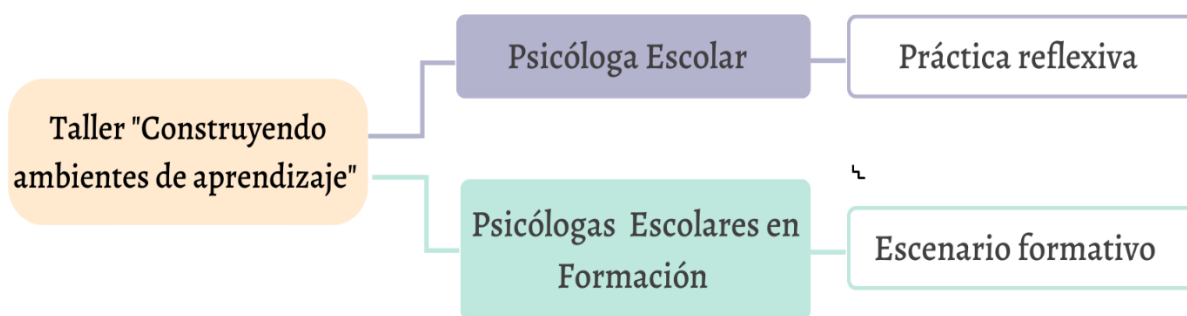 Psicóloga Escolar
Práctica reflexiva
Taller "Construyendo
ambientes de aprendizaje"
Psicólogas Escolares en
Formación
Escenario formativo